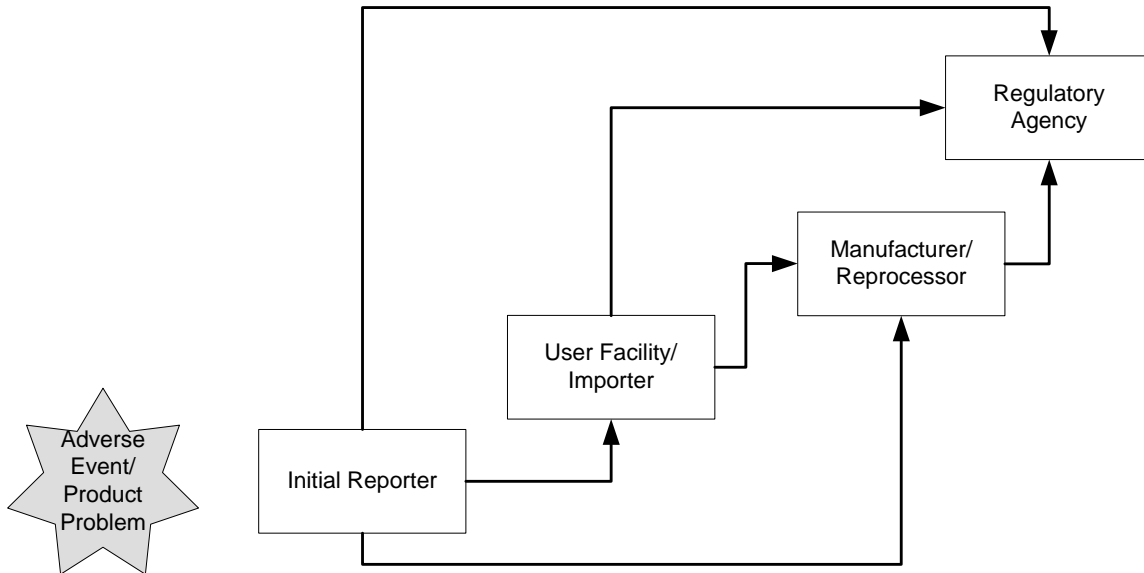 Regulatory
Agency
Manufacturer/
Reprocessor
User Facility/
Importer
Adverse
Event/
Product
Problem
Initial Reporter